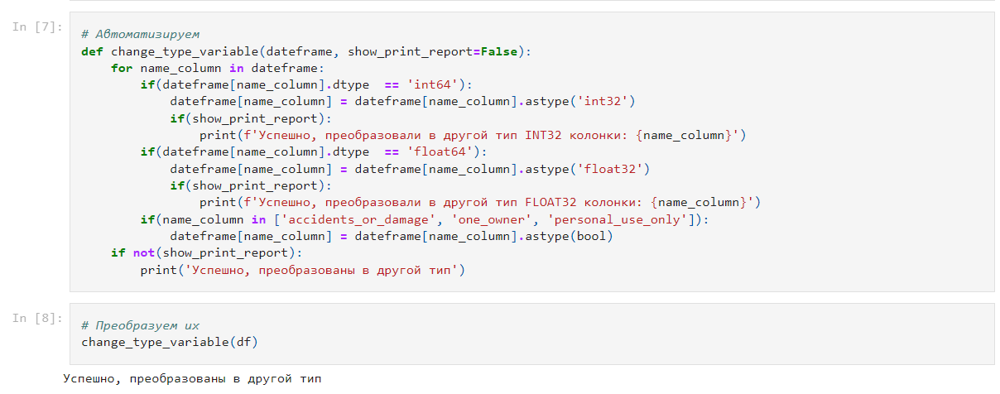 In [7]:
# Автоматизируем
def change_type_variable(dateframe, show_print_report=False):
    for name_column in dateframe:
        if(dateframe[name_column].dtype  == 'int64'):
            dateframe[name_column] = dateframe[name_column].astype('int32')
            if(show_print_report):
                print(f'Успешно, преобразовали в другой тип INT32 колонки: {name_column}')
        if(dateframe[name_column].dtype  == 'float64'):
            dateframe[name_column] = dateframe[name_column].astype('float32')
            if(show_print_report):
                print(f'Успешно, преобразовали в другой тип FLOAT32 колонки: {name_column}')
        if(name_column in ['accidents_or_damage', 'one_owner', 'personal_use_only']):
            dateframe[name_column] = dateframe[name_column].astype(bool)
    if not(show_print_report):
        print('Успешно, преобразованы в другой тип')
In [8]:
# Преобразуем их
change_type_variable(df)
Успешно, преобразованы в другой тип